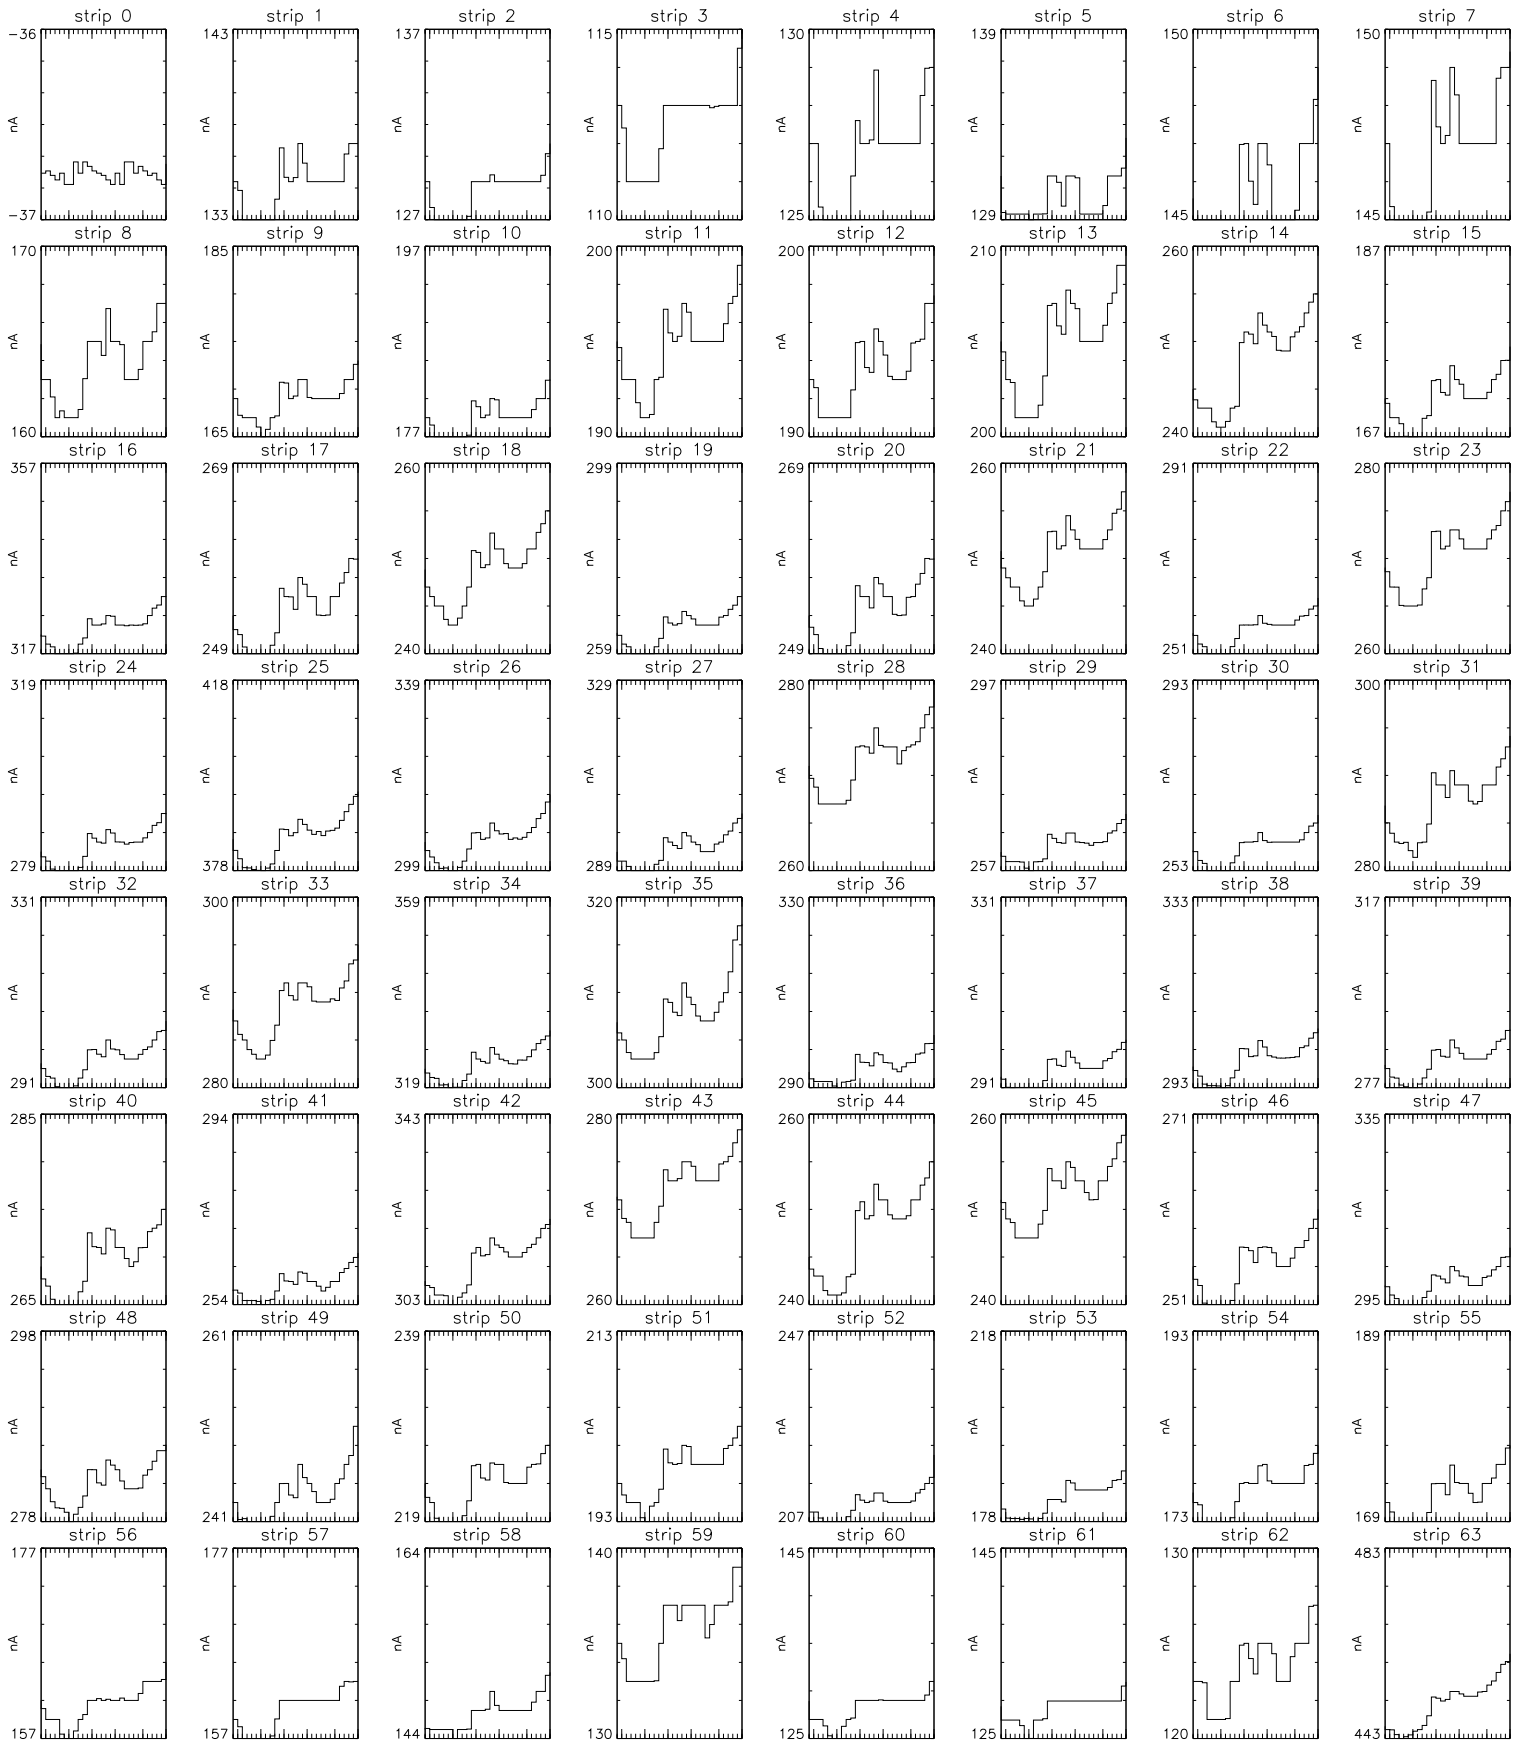 strip 0 strip 1 strip 2 strip 3 strip 4 strip 5 strip 6 strip 7
-36 143 137 115 130 139 150 150
nA nA nA nA nA nA nA nA
-37 133 127 110 125 129 145 145
strip 8 strip 9 strip 10 strip 11 strip 12 strip 13 strip 14 strip 15
170 185 197 200 200 210 260 187
nA nA nA nA nA nA nA nA
160 165 177 190 190 200 240 167
strip 16 strip 17 strip 18 strip 19 strip 20 strip 21 strip 22 strip 23
357 269 260 299 269 260 291 280
nA nA nA nA nA nA nA nA
317 249 240 259 249 240 251 260
strip 24 strip 25 strip 26 strip 27 strip 28 strip 29 strip 30 strip 31
319 418 339 329 280 297 293 300
nA nA nA nA nA nA nA nA
279 378 299 289 260 257 253 280
strip 32 strip 33 strip 34 strip 35 strip 36 strip 37 strip 38 strip 39
331 300 359 320 330 331 333 317
nA nA nA nA nA nA nA nA
291 280 319 300 290 291 293 277
strip 40 strip 41 strip 42 strip 43 strip 44 strip 45 strip 46 strip 47
285 294 343 280 260 260 271 335
nA nA nA nA nA nA nA nA
265 254 303 260 240 240 251 295
strip 48 strip 49 strip 50 strip 51 strip 52 strip 53 strip 54 strip 55
298 261 239 213 247 218 193 189
nA nA nA nA nA nA nA nA
278 241 219 193 207 178 173 169
strip 56 strip 57 strip 58 strip 59 strip 60 strip 61 strip 62 strip 63
177 177 164 140 145 145 130 483
nA nA nA nA nA nA nA nA
157 157 144 130 125 125 120 443